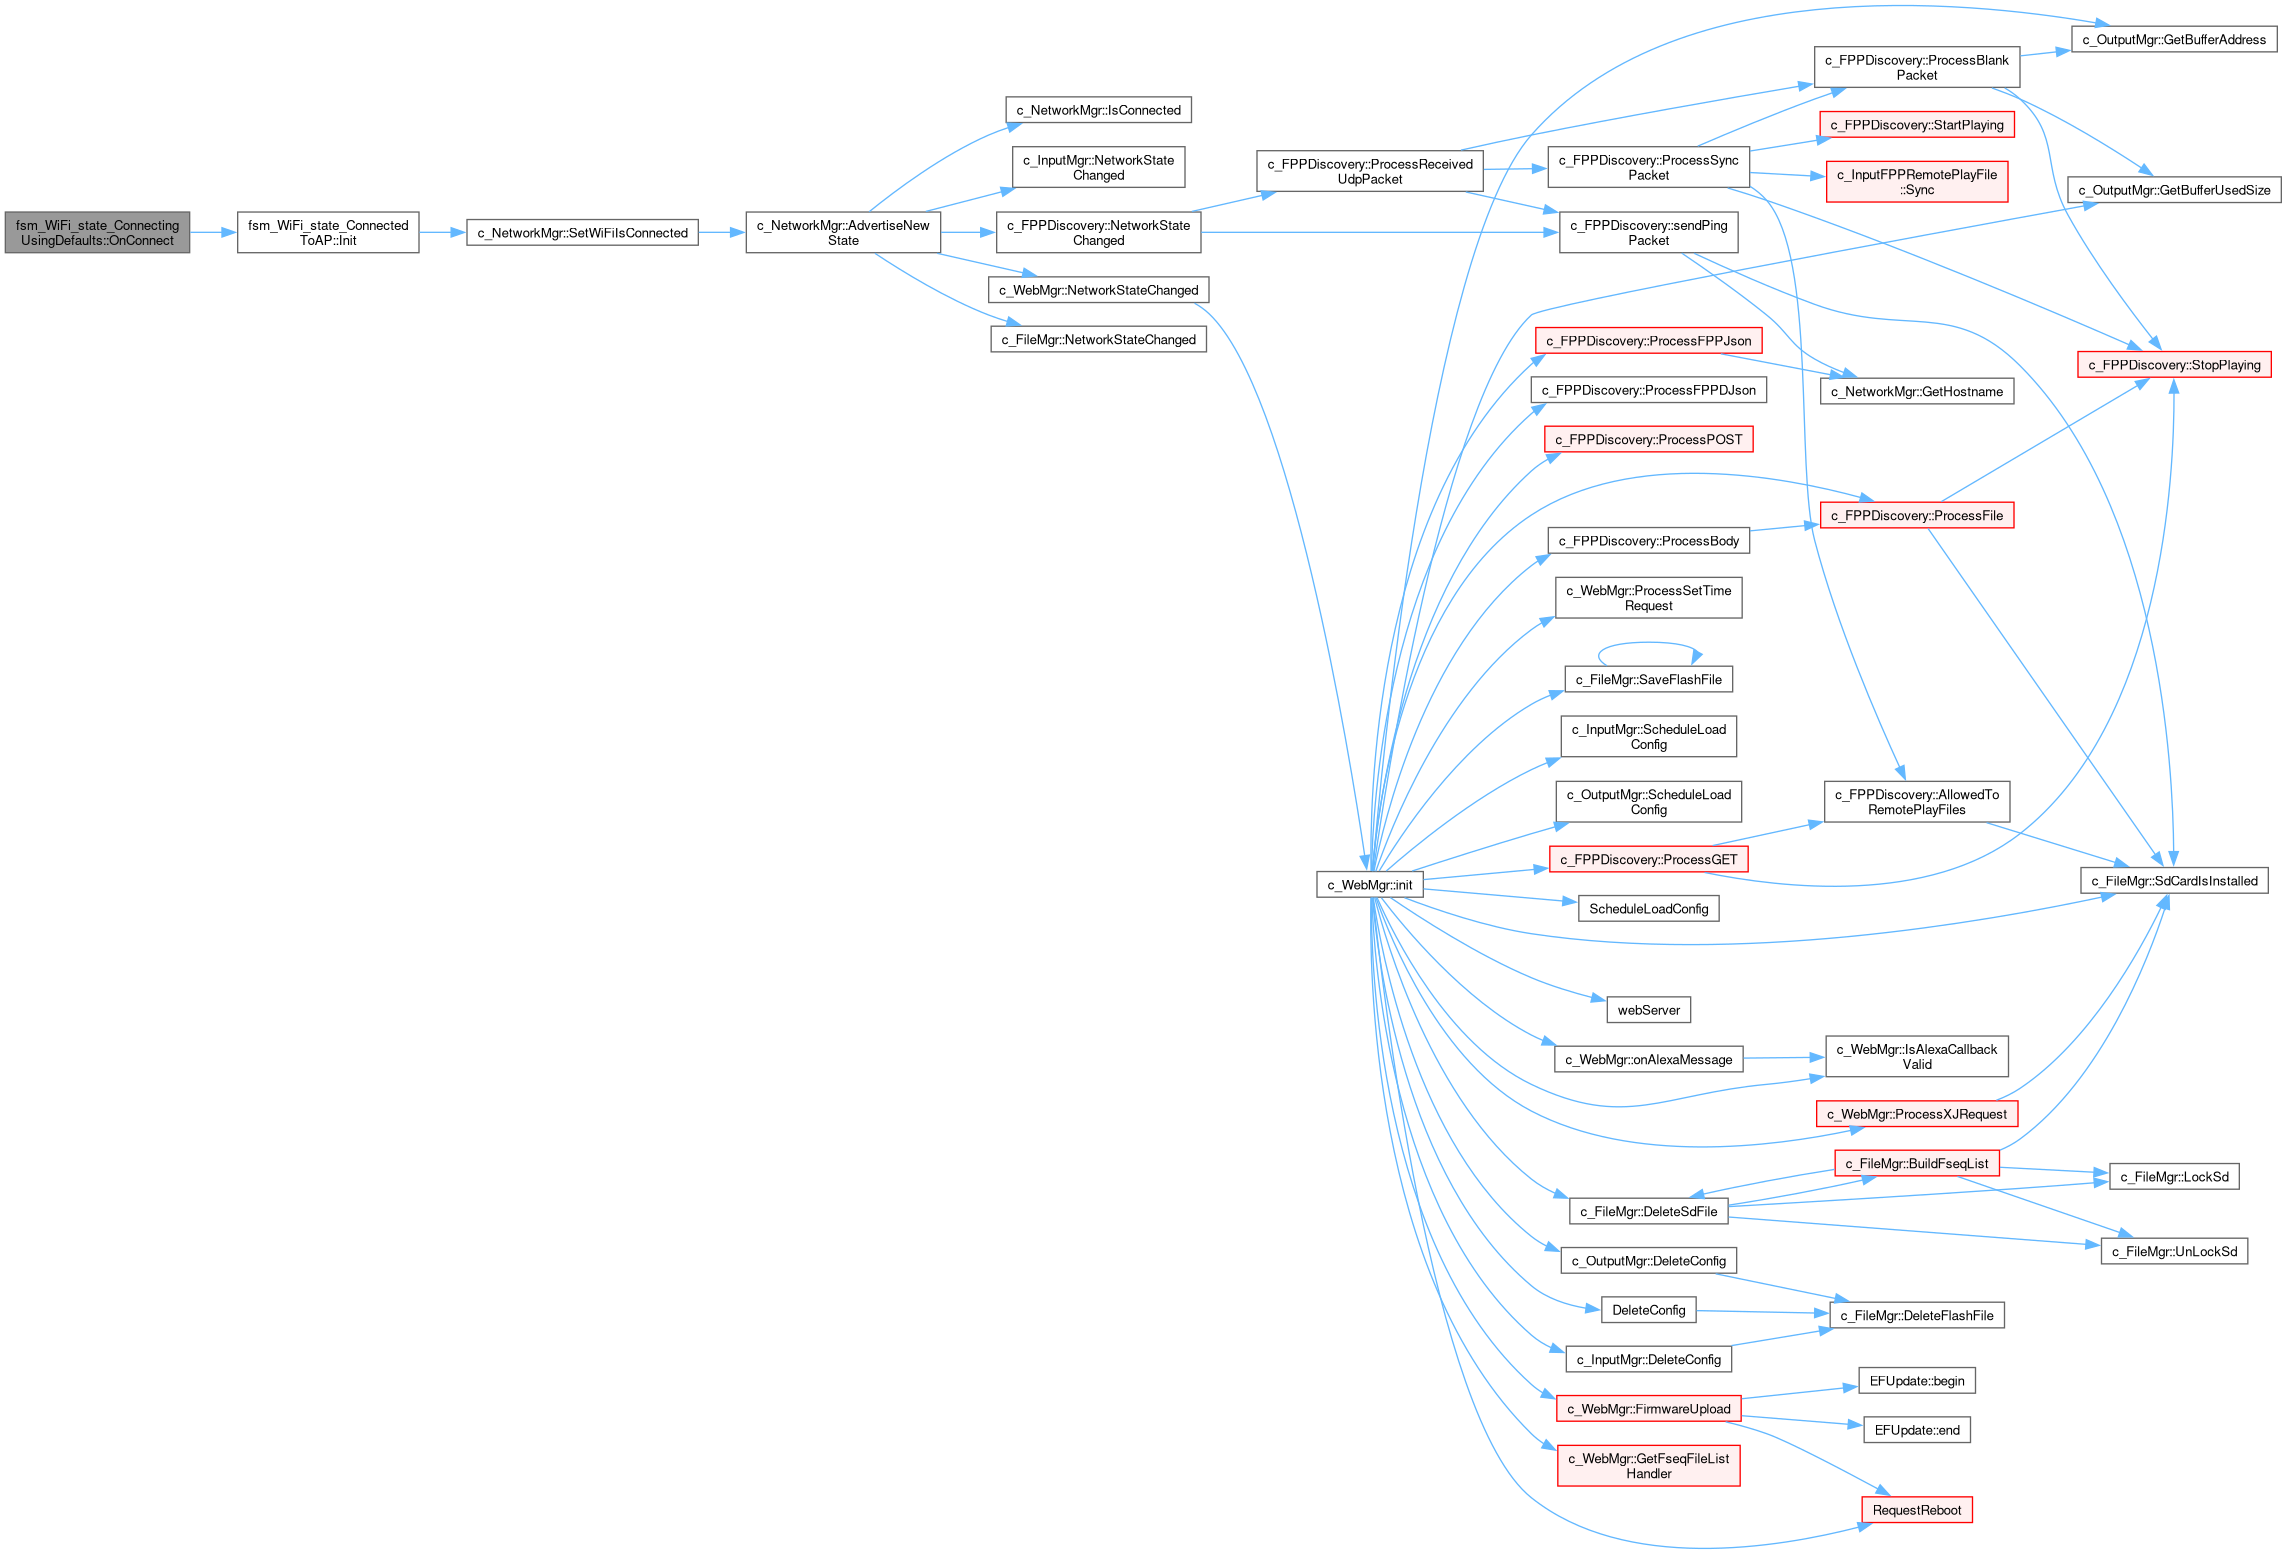 fsm_WiFi_state_Connecting
UsingDefaults::OnConnect
fsm_WiFi_state_Connected
ToAP::Init
c_NetworkMgr::SetWiFiIsConnected
c_NetworkMgr::AdvertiseNew
State
c_NetworkMgr::IsConnected
c_InputMgr::NetworkState
Changed
c_FPPDiscovery::NetworkState
Changed
c_WebMgr::NetworkStateChanged
c_FileMgr::NetworkStateChanged
c_FPPDiscovery::ProcessReceived
UdpPacket
c_WebMgr::init
c_FPPDiscovery::ProcessSync
Packet
c_FPPDiscovery::sendPing
Packet
c_FPPDiscovery::ProcessFPPJson
c_FPPDiscovery::ProcessFPPDJson
c_FPPDiscovery::ProcessPOST
c_FPPDiscovery::ProcessBody
c_WebMgr::ProcessSetTime
Request
c_FileMgr::SaveFlashFile
c_InputMgr::ScheduleLoad
Config
c_OutputMgr::ScheduleLoad
Config
c_FPPDiscovery::ProcessGET
ScheduleLoadConfig
webServer
c_WebMgr::onAlexaMessage
c_FileMgr::DeleteSdFile
c_OutputMgr::DeleteConfig
DeleteConfig
c_InputMgr::DeleteConfig
c_WebMgr::FirmwareUpload
c_WebMgr::GetFseqFileList
Handler
c_FPPDiscovery::ProcessBlank
Packet
c_FPPDiscovery::StartPlaying
c_InputFPPRemotePlayFile
::Sync
c_NetworkMgr::GetHostname
c_FPPDiscovery::ProcessFile
c_FPPDiscovery::AllowedTo
RemotePlayFiles
c_WebMgr::IsAlexaCallback
Valid
c_WebMgr::ProcessXJRequest
c_FileMgr::BuildFseqList
c_FileMgr::DeleteFlashFile
EFUpdate::begin
EFUpdate::end
RequestReboot
c_OutputMgr::GetBufferAddress
c_OutputMgr::GetBufferUsedSize
c_FPPDiscovery::StopPlaying
c_FileMgr::SdCardIsInstalled
c_FileMgr::LockSd
c_FileMgr::UnLockSd